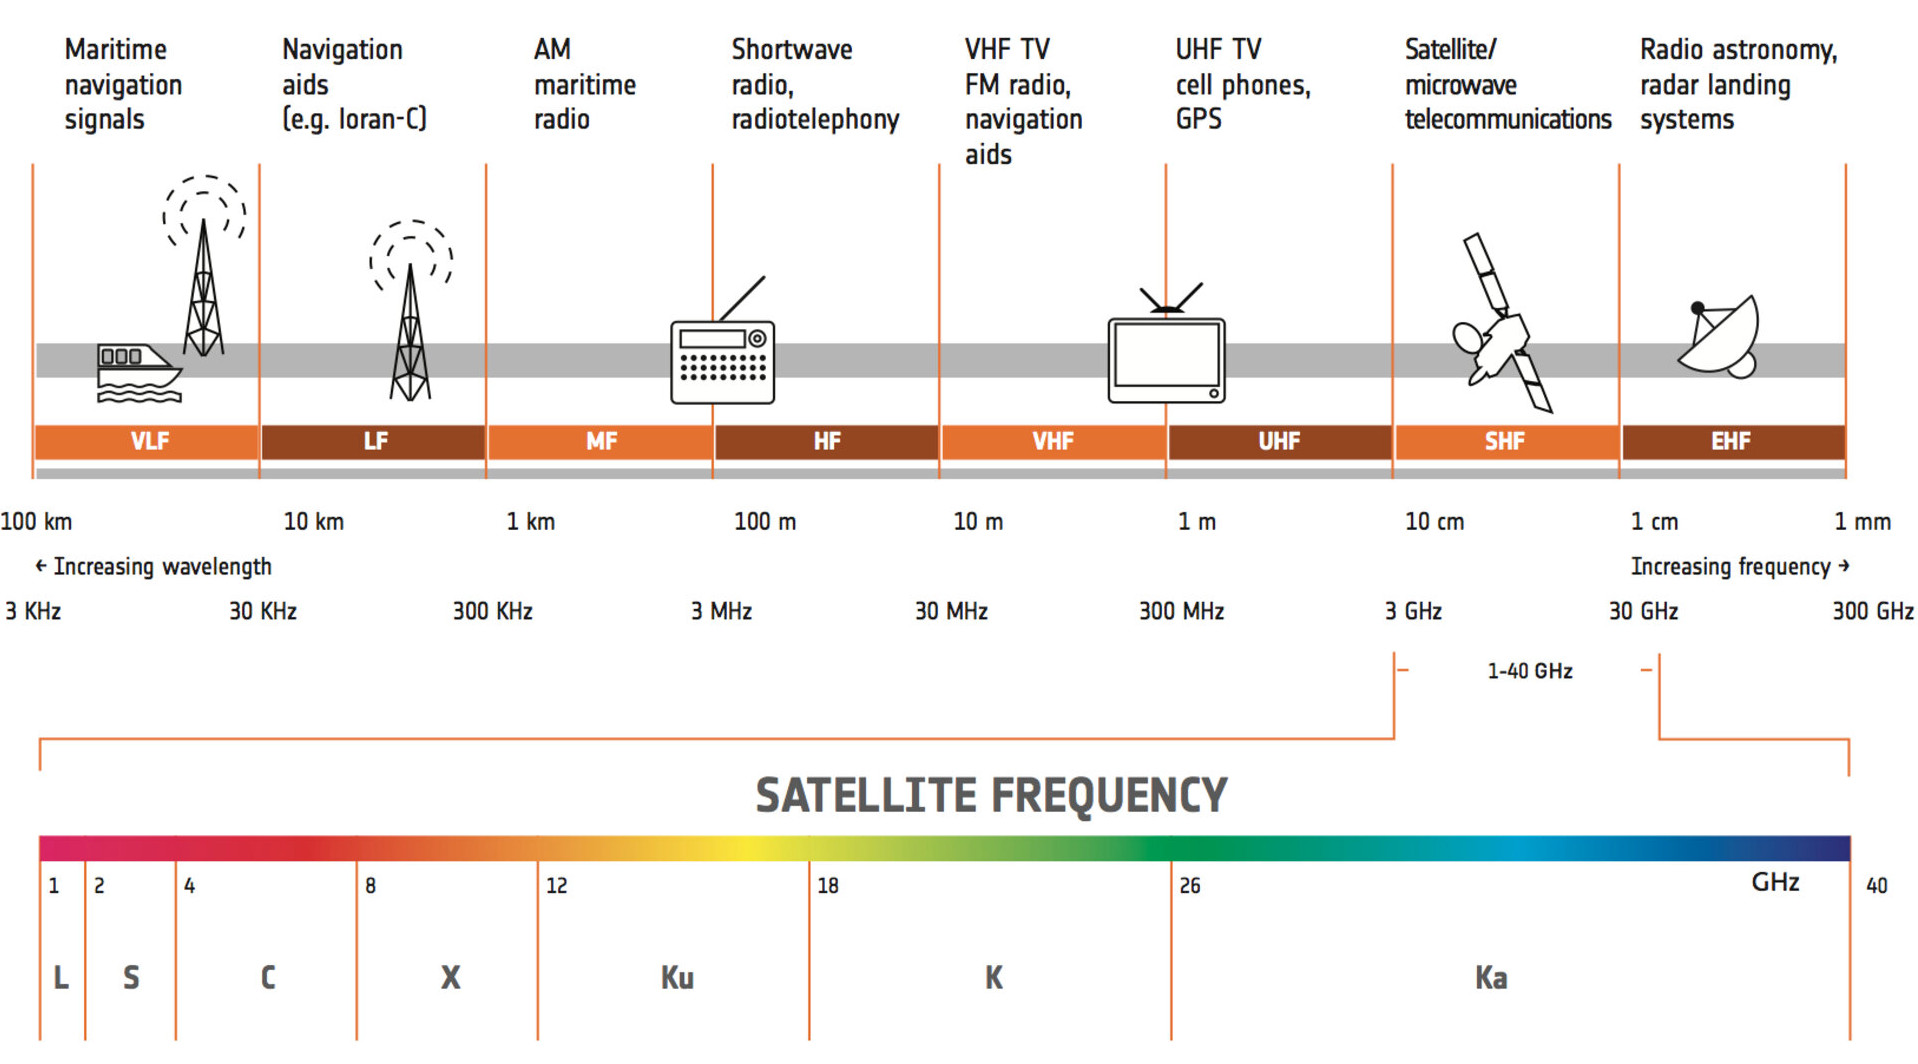 Maritime
navigation
signals
Navigation
aids
(e.g. loran-C)
AM
maritime
radio
Shortwave
radio,
radiotelephony
VHF TV
FM radio,
navigation
aids
UHF TV
cell phones,
GPS
Satellite/
microwave
telecommunications
Radio astronomy,
radar landing
systems
VLF LF MF HF VHF UHF SHF EHF
100 km 10 km 1 km 100 m 10 m 1 m 10 cm 1 cm 1 mm
← Increasing wavelength Increasing frequency →
3 KHz 30 KHz 300 KHz 3 MHz 30 MHz 300 MHz 3 GHz 30 GHz 300 GHz
1-40 GHz
SATELLITE FREQUENCY
1 2 4 8 12 18 26 GHz 40
L S C X Ku K Ka